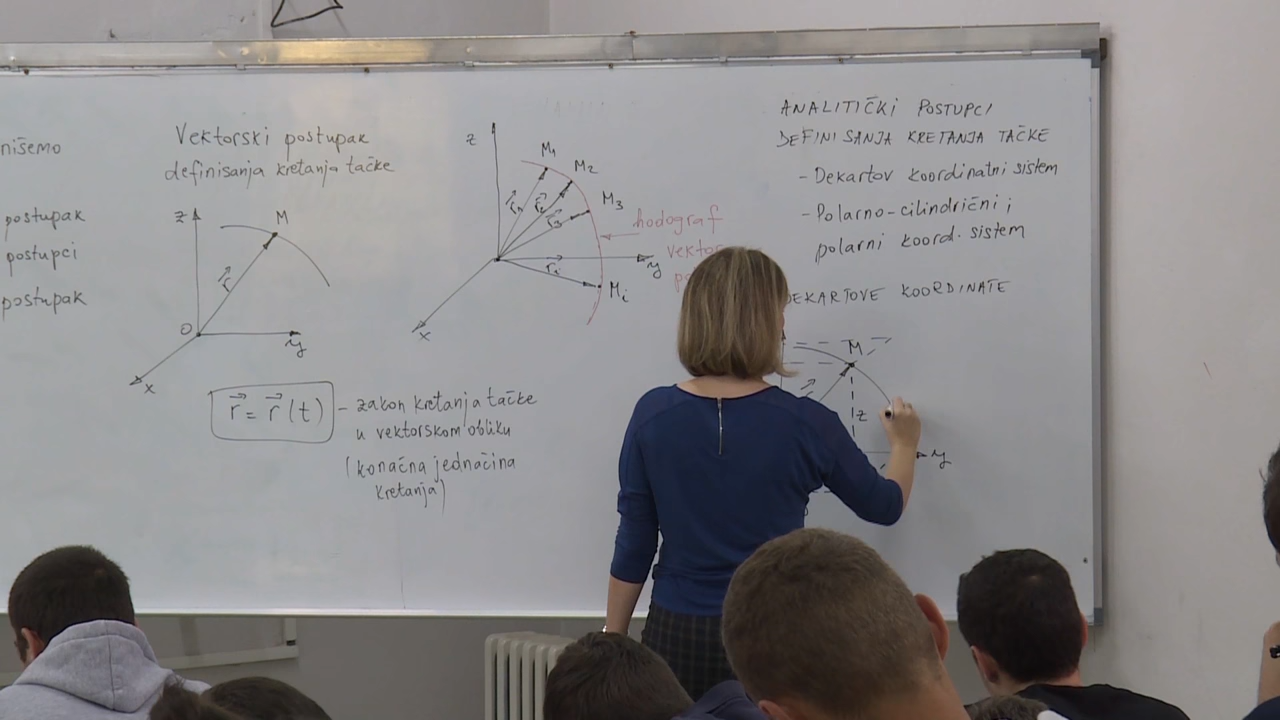 nišemo
postupak
postupci
postupak
Vektorski postupak
definisanja kretanja tačke
z
M
r
O
y
x
r = r (t) - zakon kretanja tačke
u vektorskom obliku
(konačna jednačina
kretanja)
z
M1
M2
M3
r1
r2
r3
ri
Mi
y
x
hodograf
vektor
ANALITIČKI POSTUPCI
DEFINISANJA KRETANJA TAČKE
- Dekartov koordinatni sistem
- Polarno-cilindrični i
polarni koord. sistem
DEKARTOVE KOORDINATE
M
r
z
y